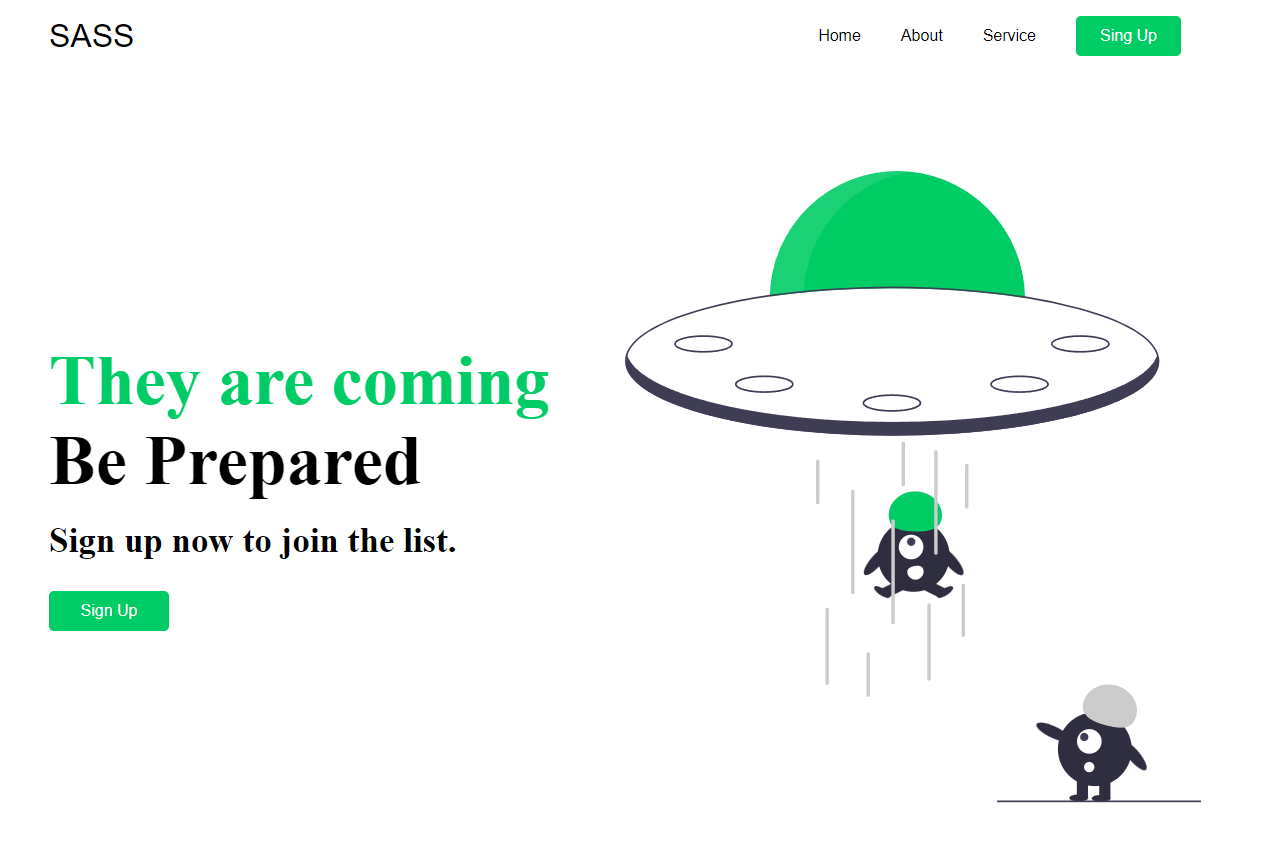 SASS
Home
About
Service
Sing Up
They are coming
Be Prepared
Sign up now to join the list.
Sign Up